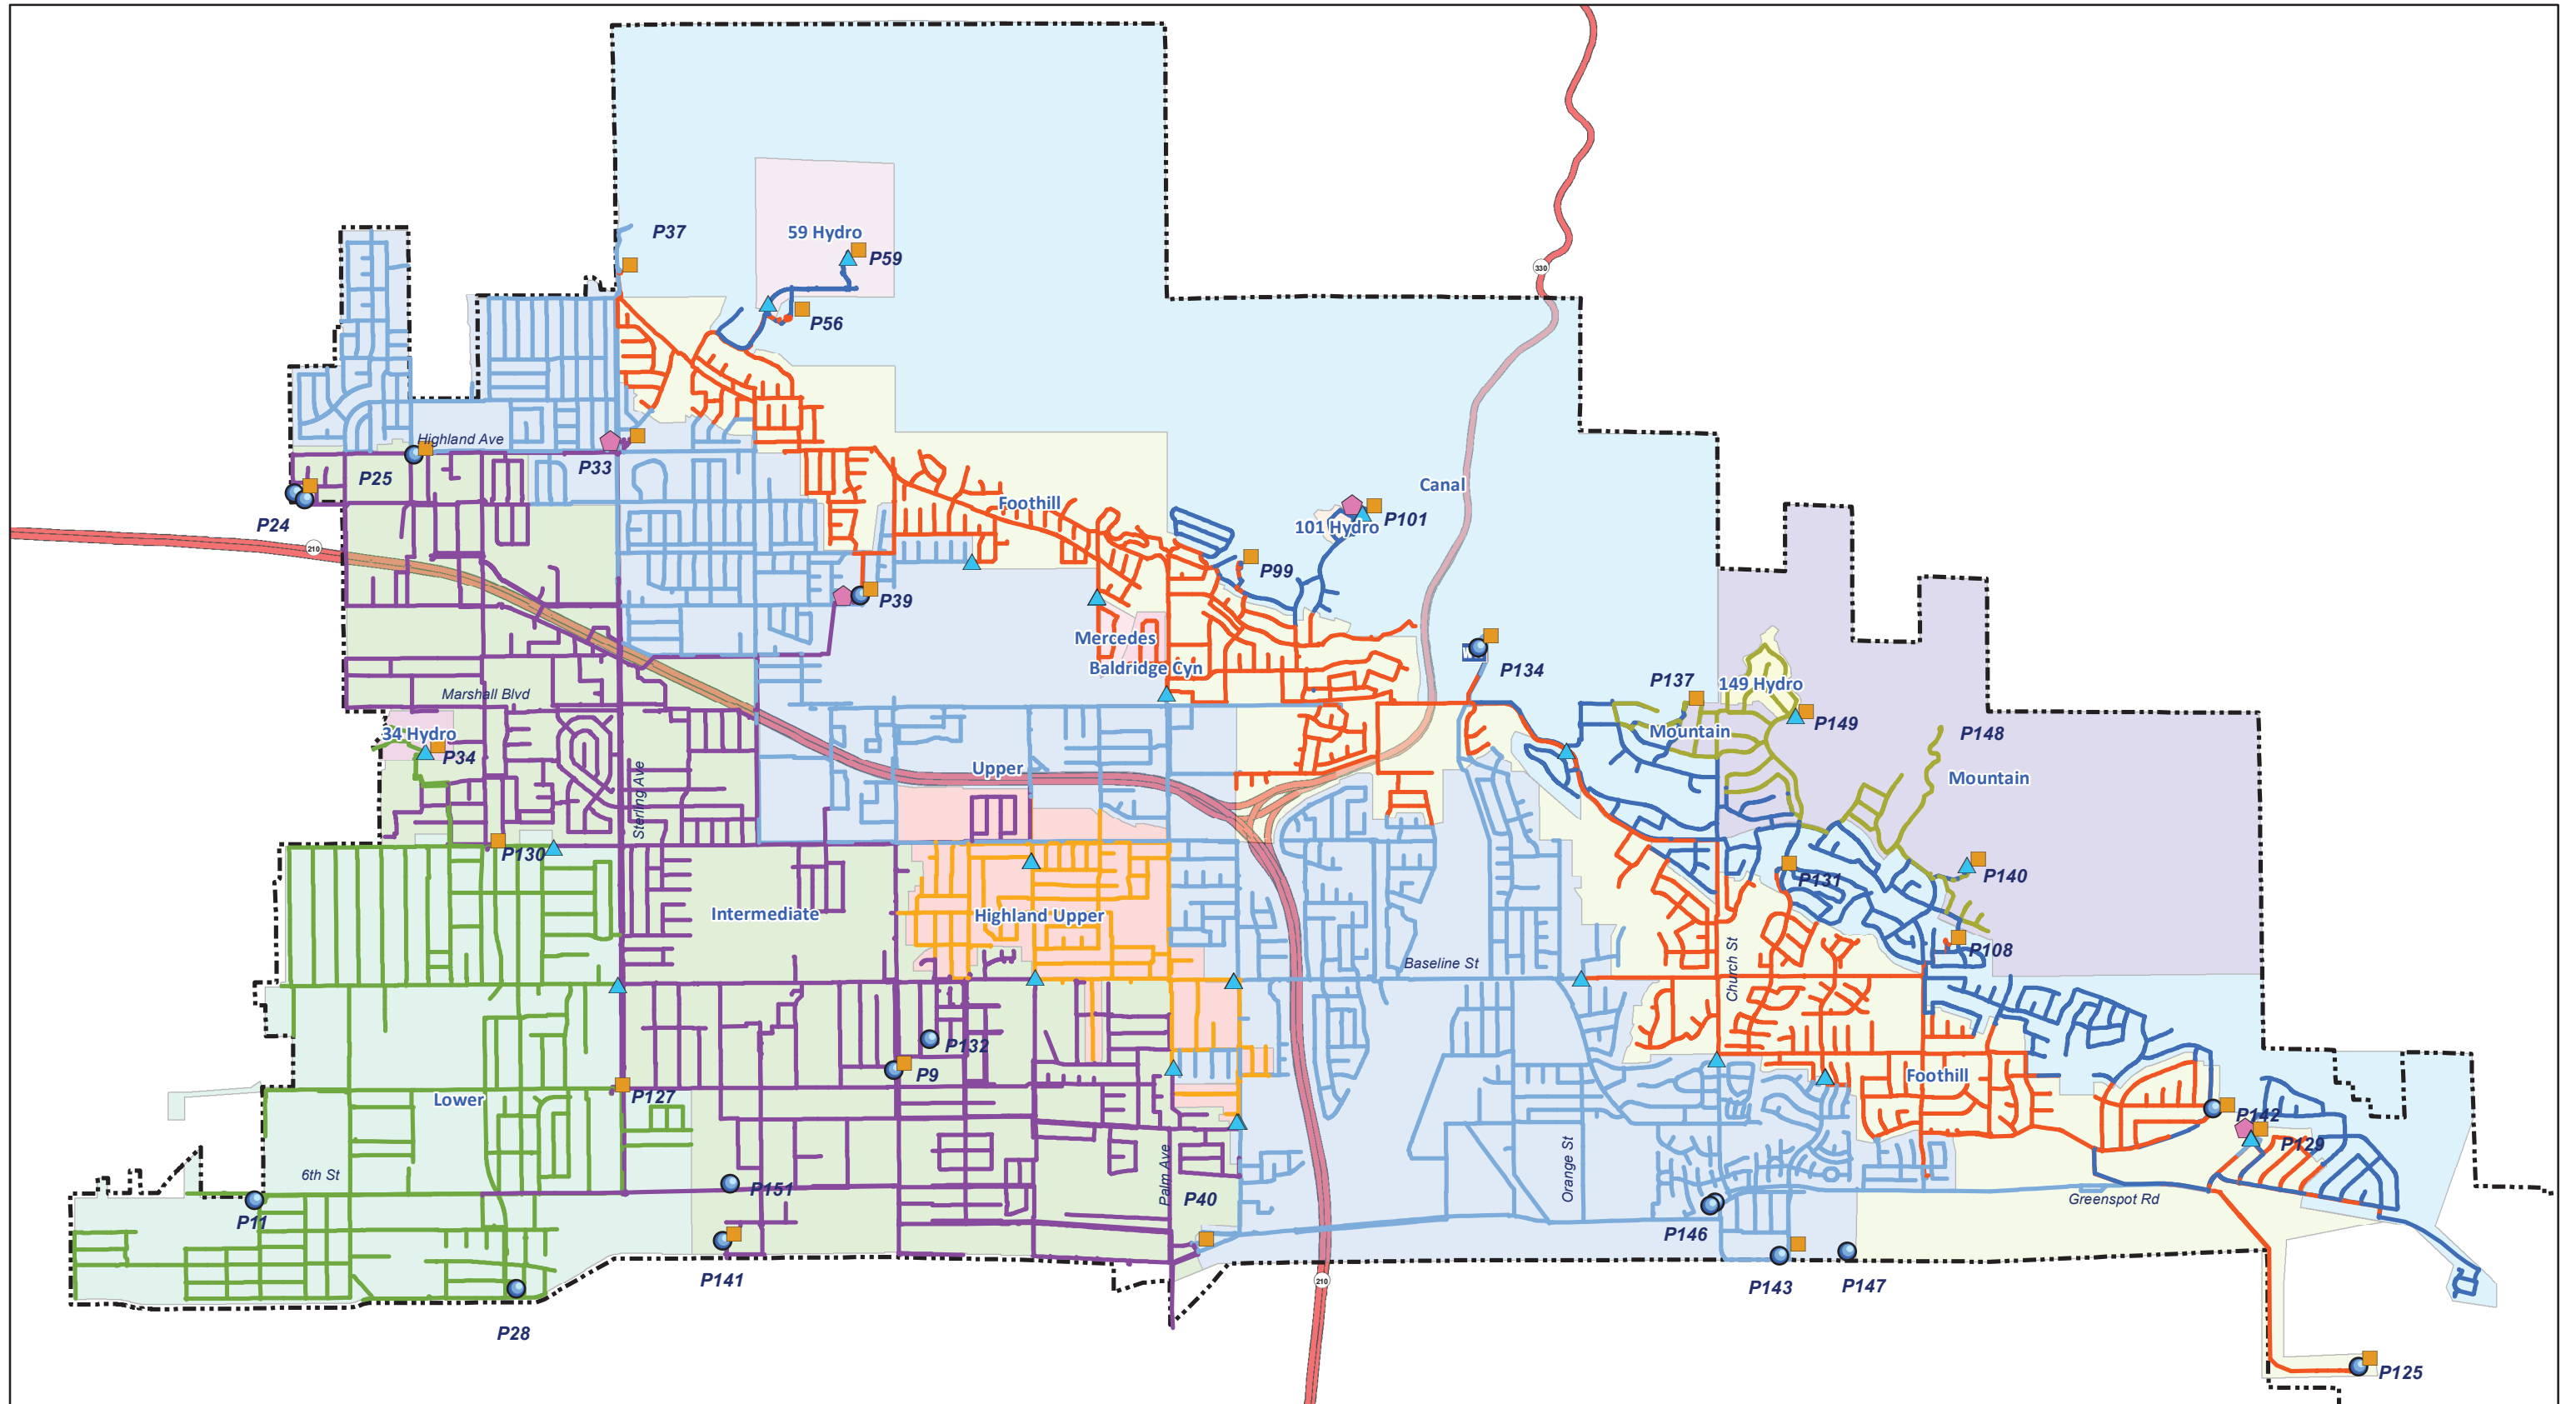 330
P37
59 Hydro
P59
P56
Highland Ave
P33
P25
P24
210
Foothill
Canal
P101
101 Hydro
P99
P39
Mercedes
Baldridge Cyn
P134
P137
149 Hydro
P149
Mountain
P148
Mountain
Marshall Blvd
34 Hydro
P34
Upper
Sterling Ave
P130
P131
P140
Intermediate
Highland Upper
P108
Baseline St
Church St
P132
P9
P127
Lower
Foothill
P142
P129
6th St
P11
P151
Palm Ave
P40
Orange St
Greenspot Rd
P146
P141
210
P143
P147
P28
P125